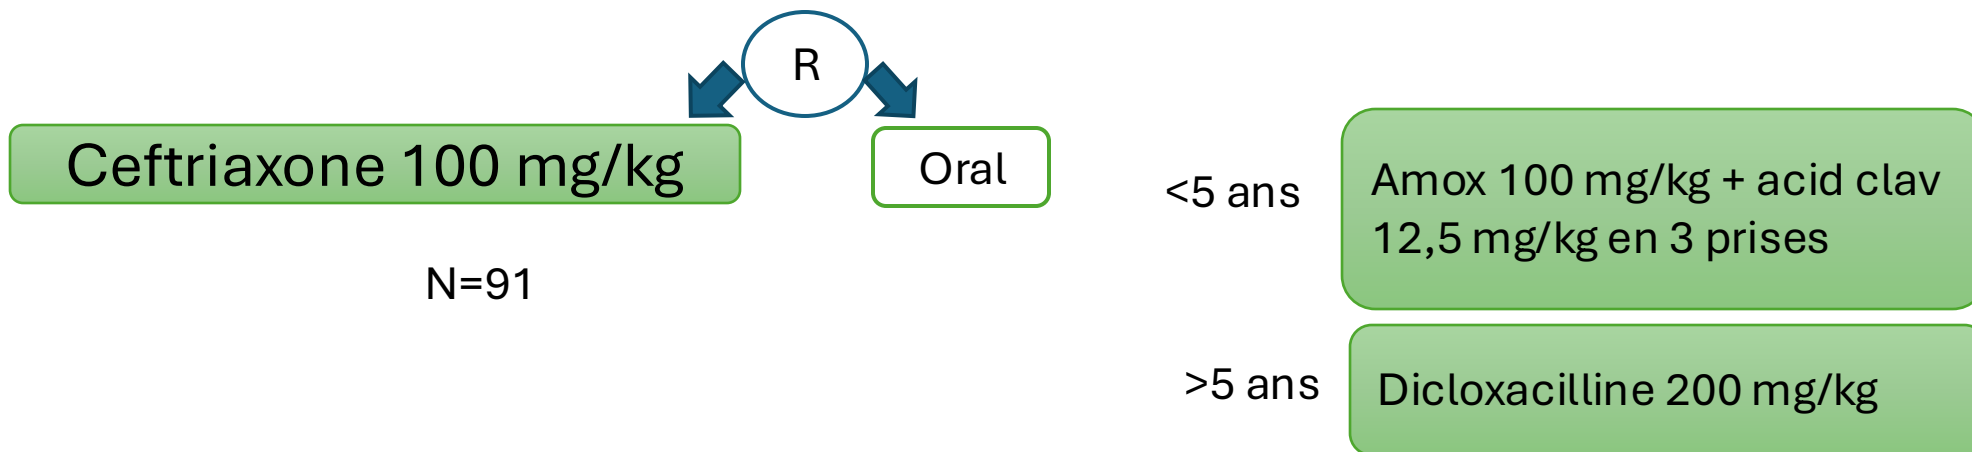 R
Ceftriaxone 100 mg/kg
Oral
N=91
<5 ans
Amox 100 mg/kg + acid clav
12,5 mg/kg en 3 prises
>5 ans
Dicloxacilline 200 mg/kg